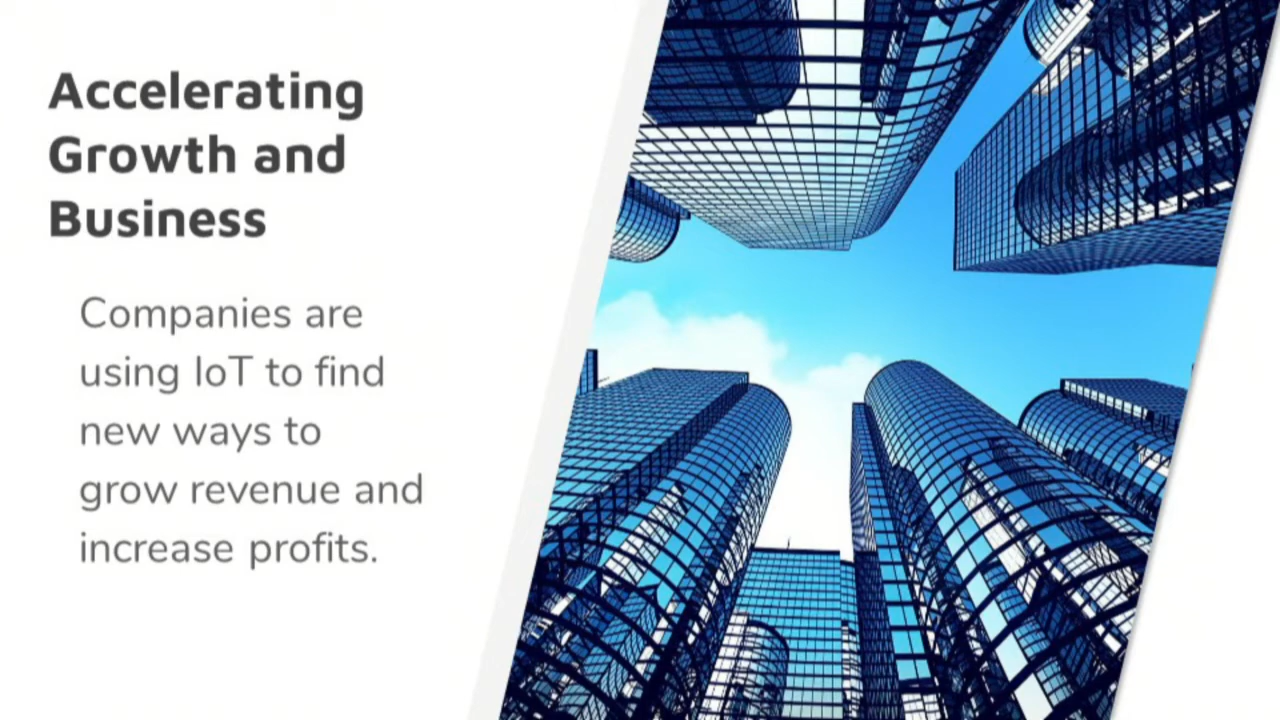 Accelerating
Growth and
Business
Companies are
using IoT to find
new ways to
grow revenue and
increase profits.